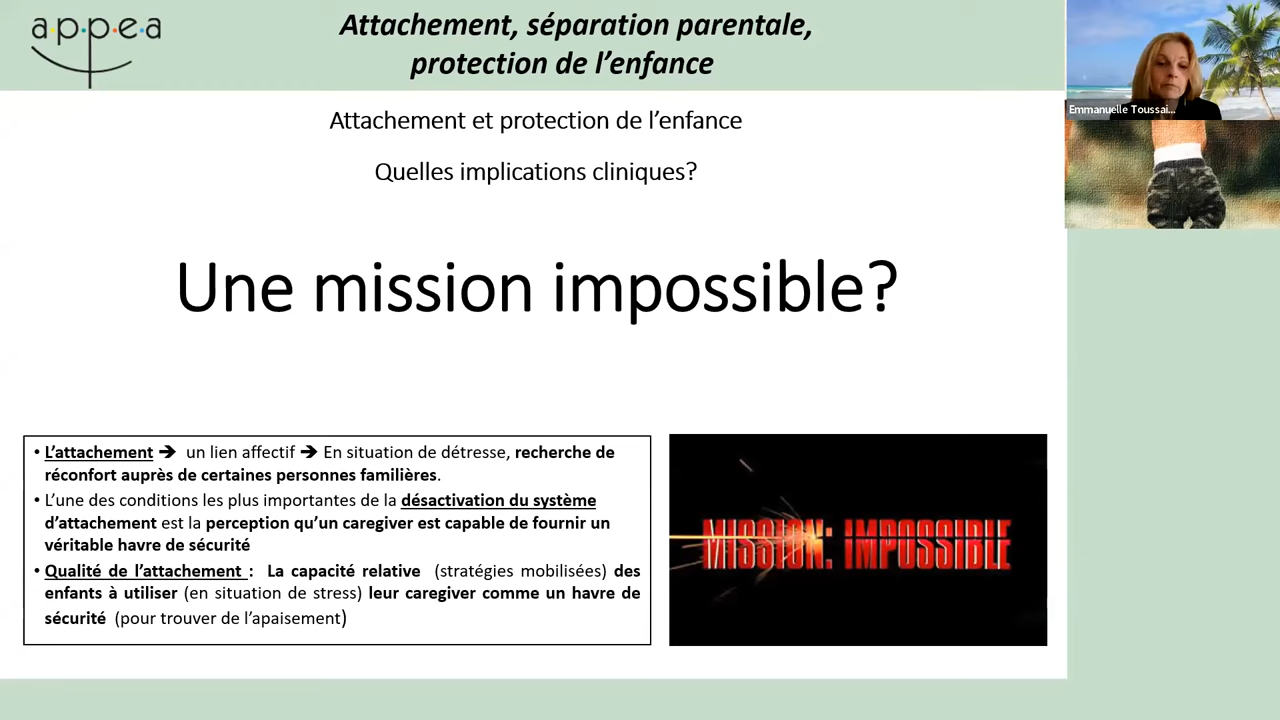 a·p·p·e·a
Attachement, séparation parentale,
protection de l'enfance
Emmanuelle Toussai...
Attachement et protection de l'enfance
Quelles implications cliniques?
Une mission impossible?
• L'attachement ➔ un lien affectif ➔ En situation de détresse, recherche de
réconfort auprès de certaines personnes familières.
• L'une des conditions les plus importantes de la désactivation du système
d'attachement est la perception qu'un caregiver est capable de fournir un
véritable havre de sécurité
• Qualité de l'attachement : La capacité relative (stratégies mobilisées) des
enfants à utiliser (en situation de stress) leur caregiver comme un havre de
sécurité (pour trouver de l'apaisement)
MISSION: IMPOSSIBLE